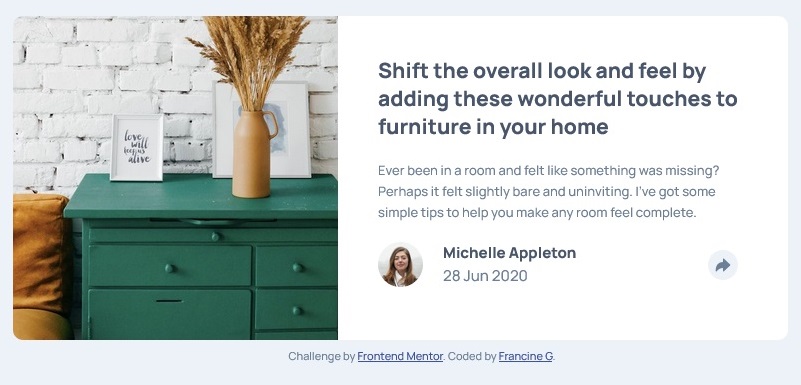 love
will
keep us
alive
Shift the overall look and feel by
adding these wonderful touches to
furniture in your home
Ever been in a room and felt like something was missing?
Perhaps it felt slightly bare and uninviting. I've got some
simple tips to help you make any room feel complete.
Michelle Appleton
28 Jun 2020
Challenge by Frontend Mentor. Coded by Francine G.